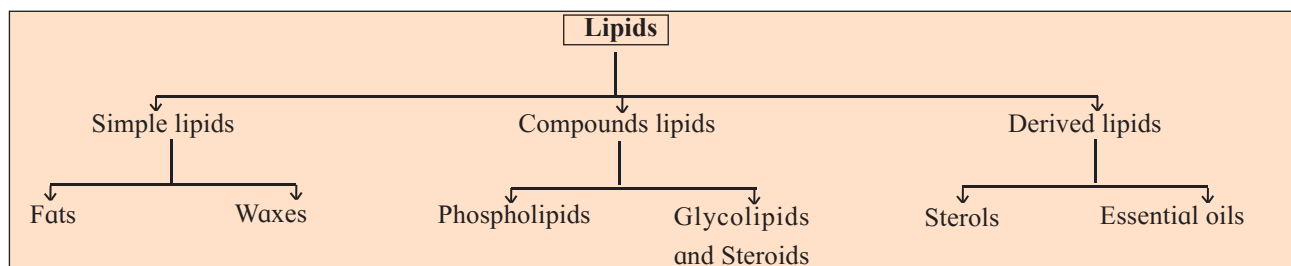 Lipids
Simple lipids
Compounds lipids
Derived lipids
Fats
Waxes
Phospholipids
Glycolipids
and Steroids
Sterols
Essential oils